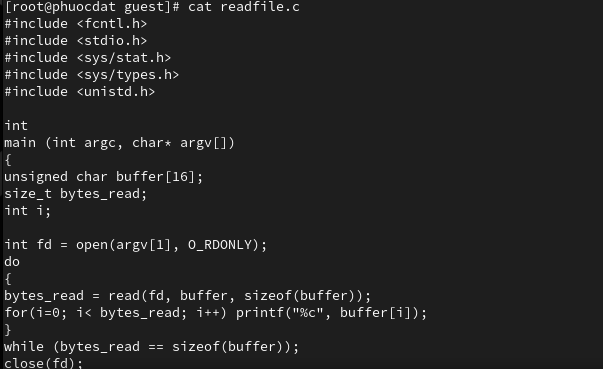 [root@phuocdat guest]# cat readfile.c
#include <fcntl.h>
#include <stdio.h>
#include <sys/stat.h>
#include <sys/types.h>
#include <unistd.h>
int
main (int argc, char* argv[])
{
unsigned char buffer[16];
size_t bytes_read;
int i;
int fd = open(argv[1], O_RDONLY);
do
{
bytes_read = read(fd, buffer, sizeof(buffer));
for(i=0; i< bytes_read; i++) printf("%c", buffer[i]);
}
while (bytes_read == sizeof(buffer));
close(fd);